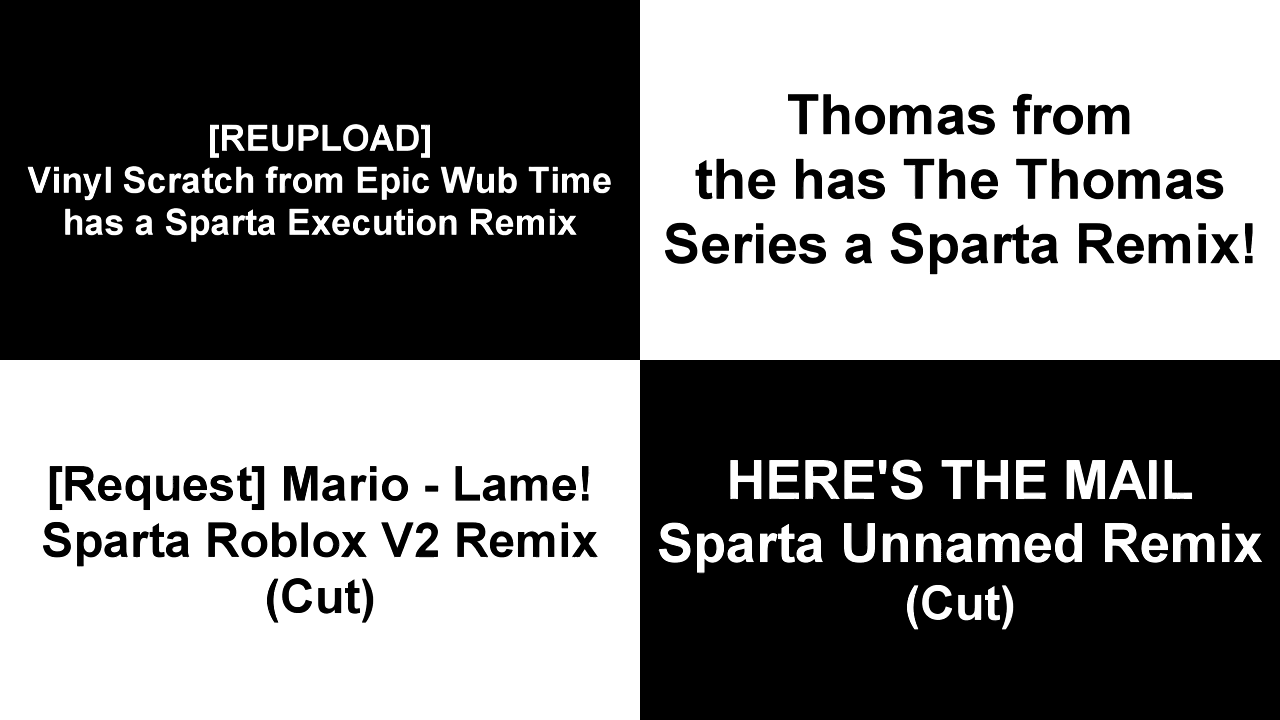 [REUPLOAD]
Vinyl Scratch from Epic Wub Time
has a Sparta Execution Remix
Thomas from
the has The Thomas
Series a Sparta Remix!
[Request] Mario - Lame!
Sparta Roblox V2 Remix
(Cut)
HERE'S THE MAIL
Sparta Unnamed Remix
(Cut)